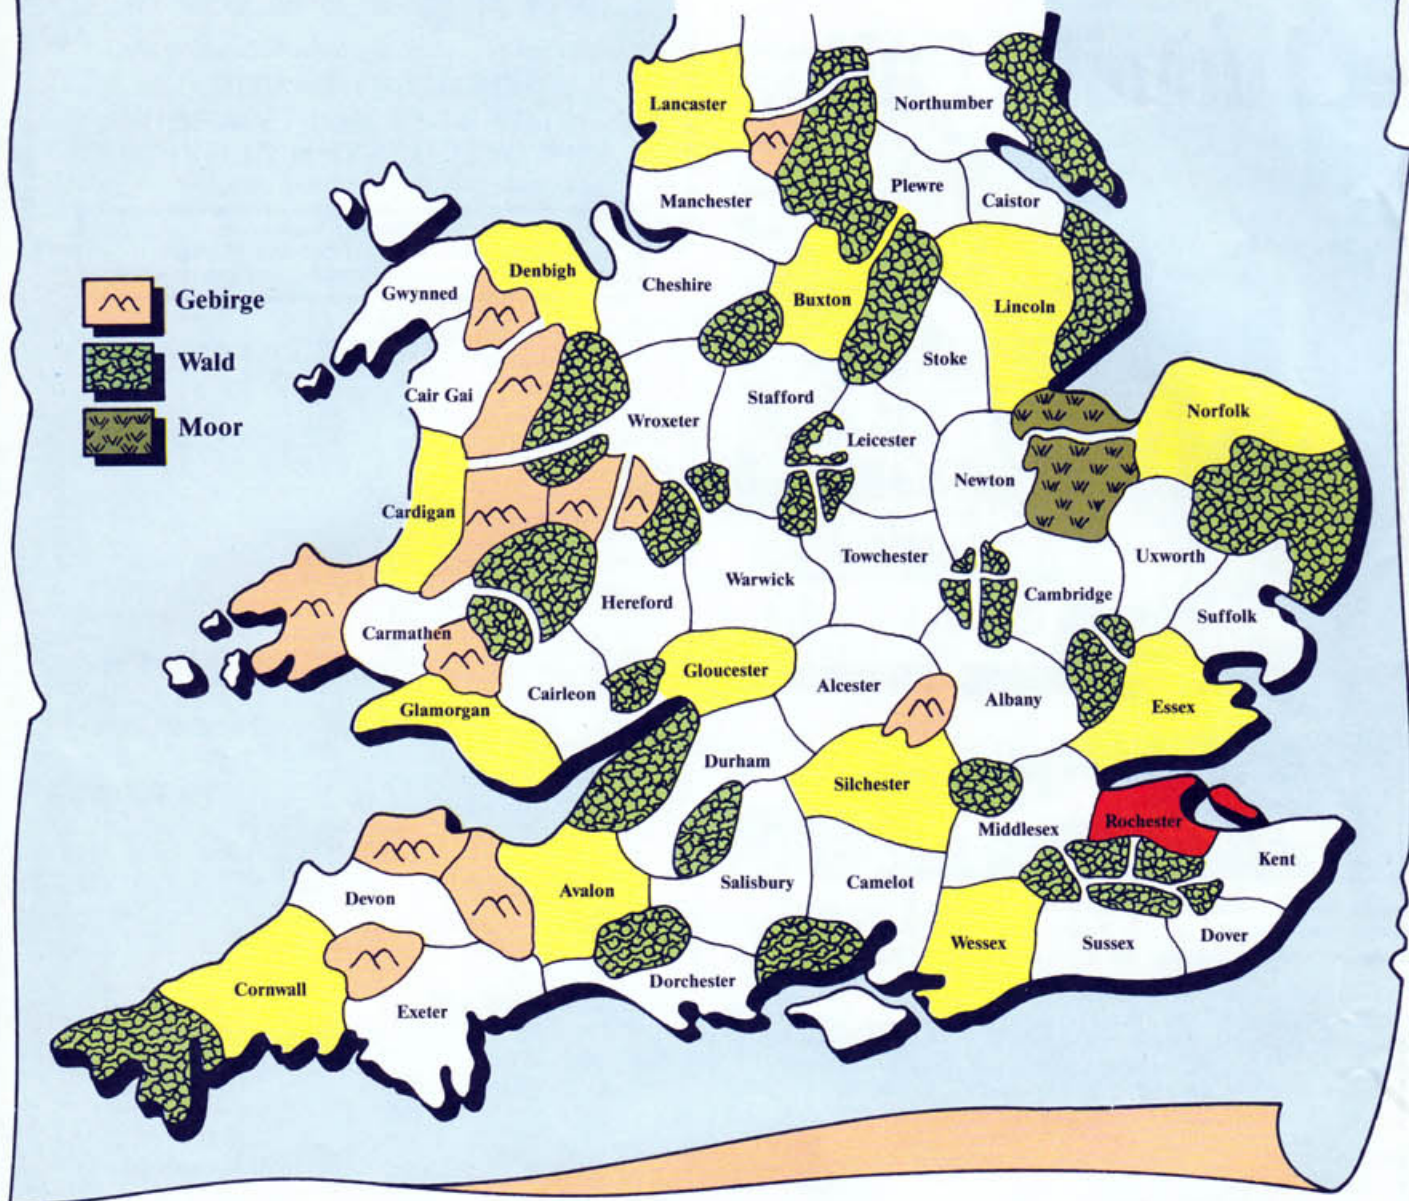 Lancaster
Northumber
Manchester
Plewre
Caistor
Denbigh
Gwynned
Cheshire
Buxton
Lincoln
Gebirge
Wald
Moor
Cair Gai
Stoke
Stafford
Wroxeter
Leicester
Norfolk
Newton
Cardigan
Towchester
Uxworth
Warwick
Hereford
Cambridge
Suffolk
Carmathen
Gloucester
Alcester
Cairleon
Albany
Essex
Glamorgan
Durham
Silchester
Middlesex
Rochester
Kent
Devon
Avalon
Salisbury
Camelot
Wessex
Sussex
Dover
Cornwall
Dorchester
Exeter